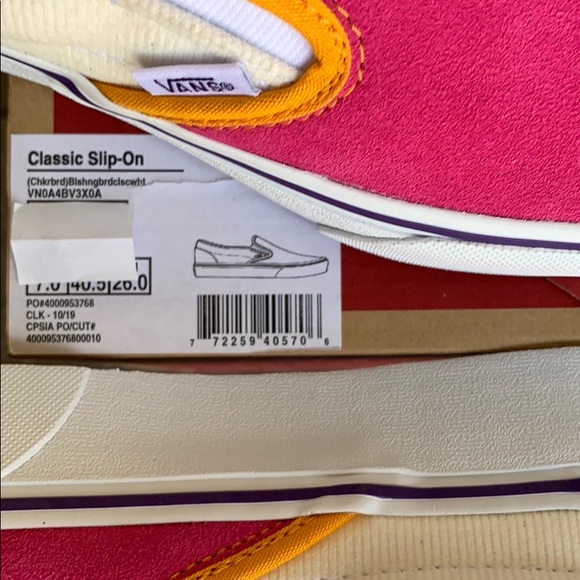 VANS®
Classic Slip-On
(Chkrbrd)Blshngbrdclscwht
VN0A4BV3X0A
7.0 |40.5|26.0
PO#4000953768
CLK - 10/19
CPSIA PO/CUT#
400095376800010
7 72259 40570 6
VANS